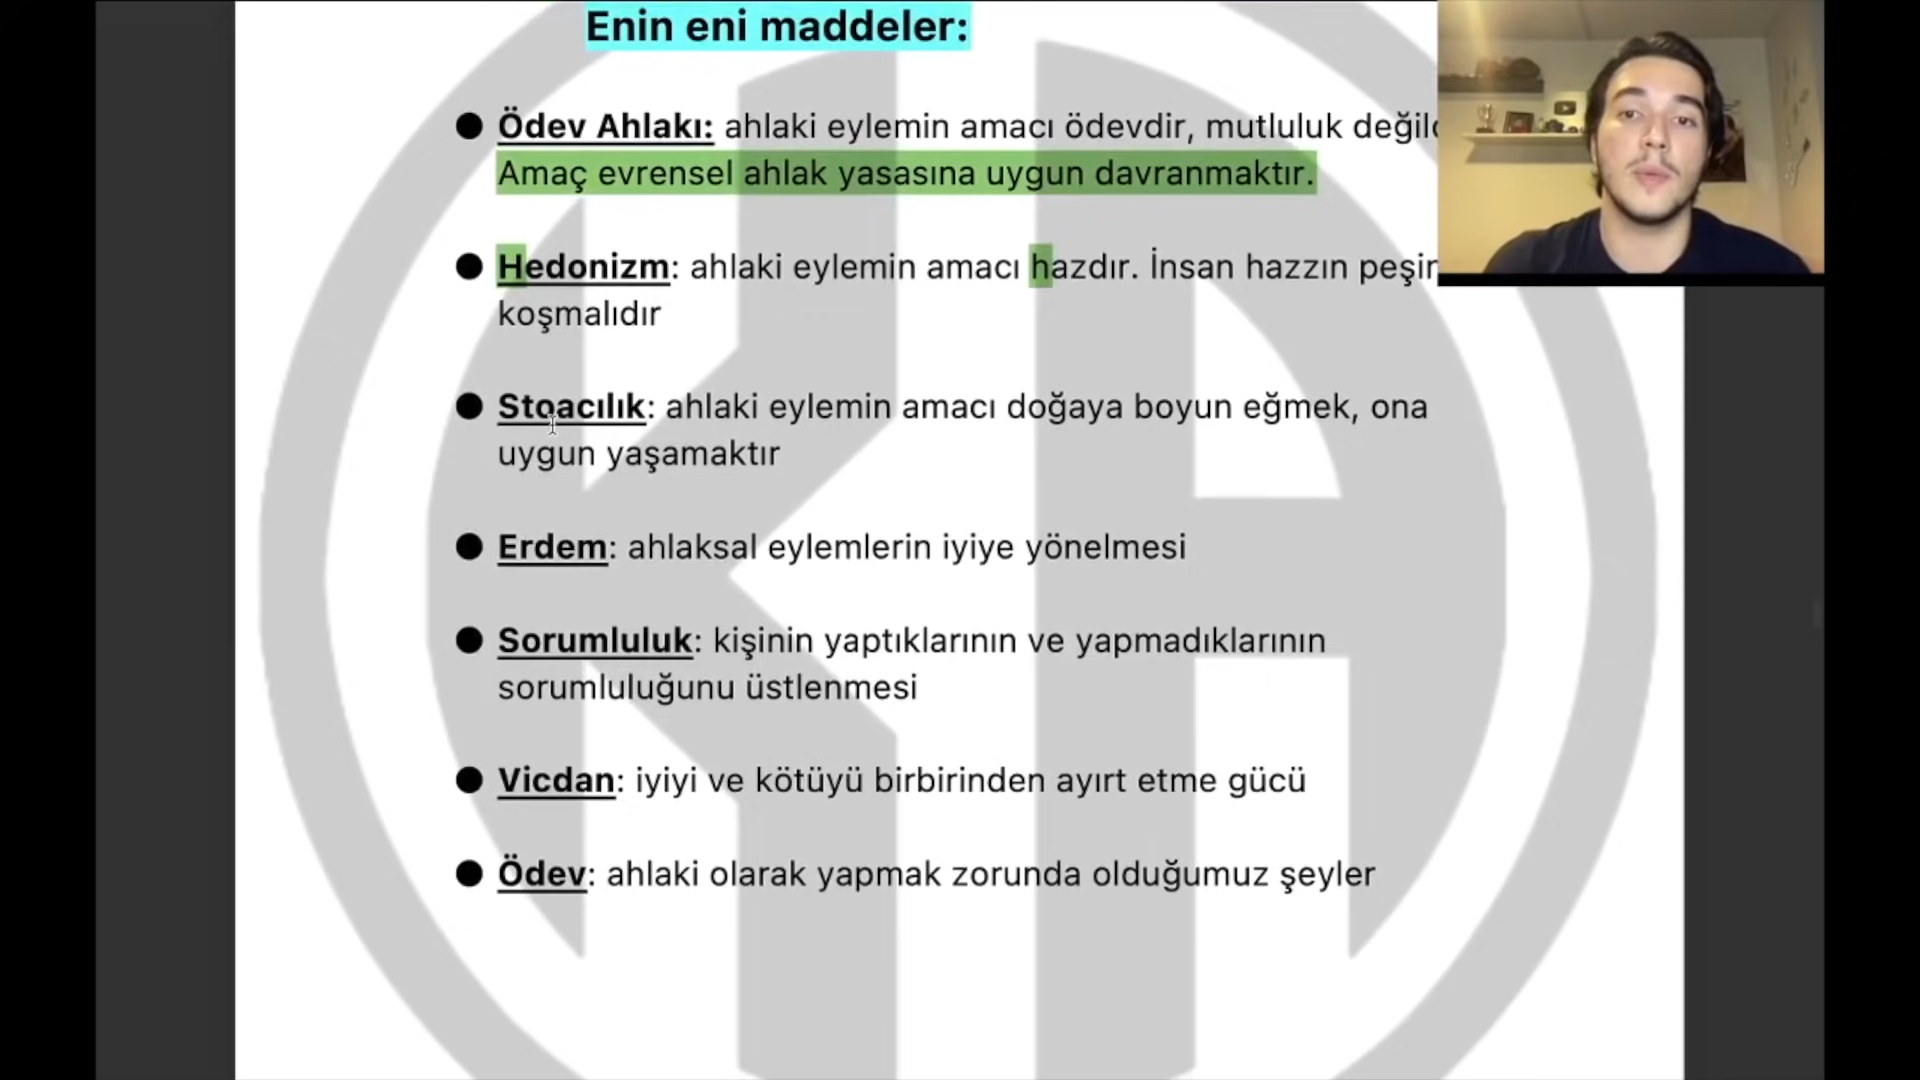 Enin eni maddeler:
● Ödev Ahlakı: ahlaki eylemin amacı ödevdir, mutluluk
Amaç evrensel ahlak yasasına uygun davranmaktır.
● Hedonizm: ahlaki eylemin amacı hazdır. İnsan hazzın
koşmalıdır
● Stoacılık: ahlaki eylemin amacı doğaya boyun eğmek, ona
uygun yaşamaktır
● Erdem: ahlaksal eylemlerin iyiye yönelmesi
● Sorumluluk: kişinin yaptıklarının ve yapmadıklarının
sorumluluğunu üstlenmesi
● Vicdan: iyiyi ve kötüyü birbirinden ayırt etme gücü
● Ödev: ahlaki olarak yapmak zorunda olduğumuz şeyler